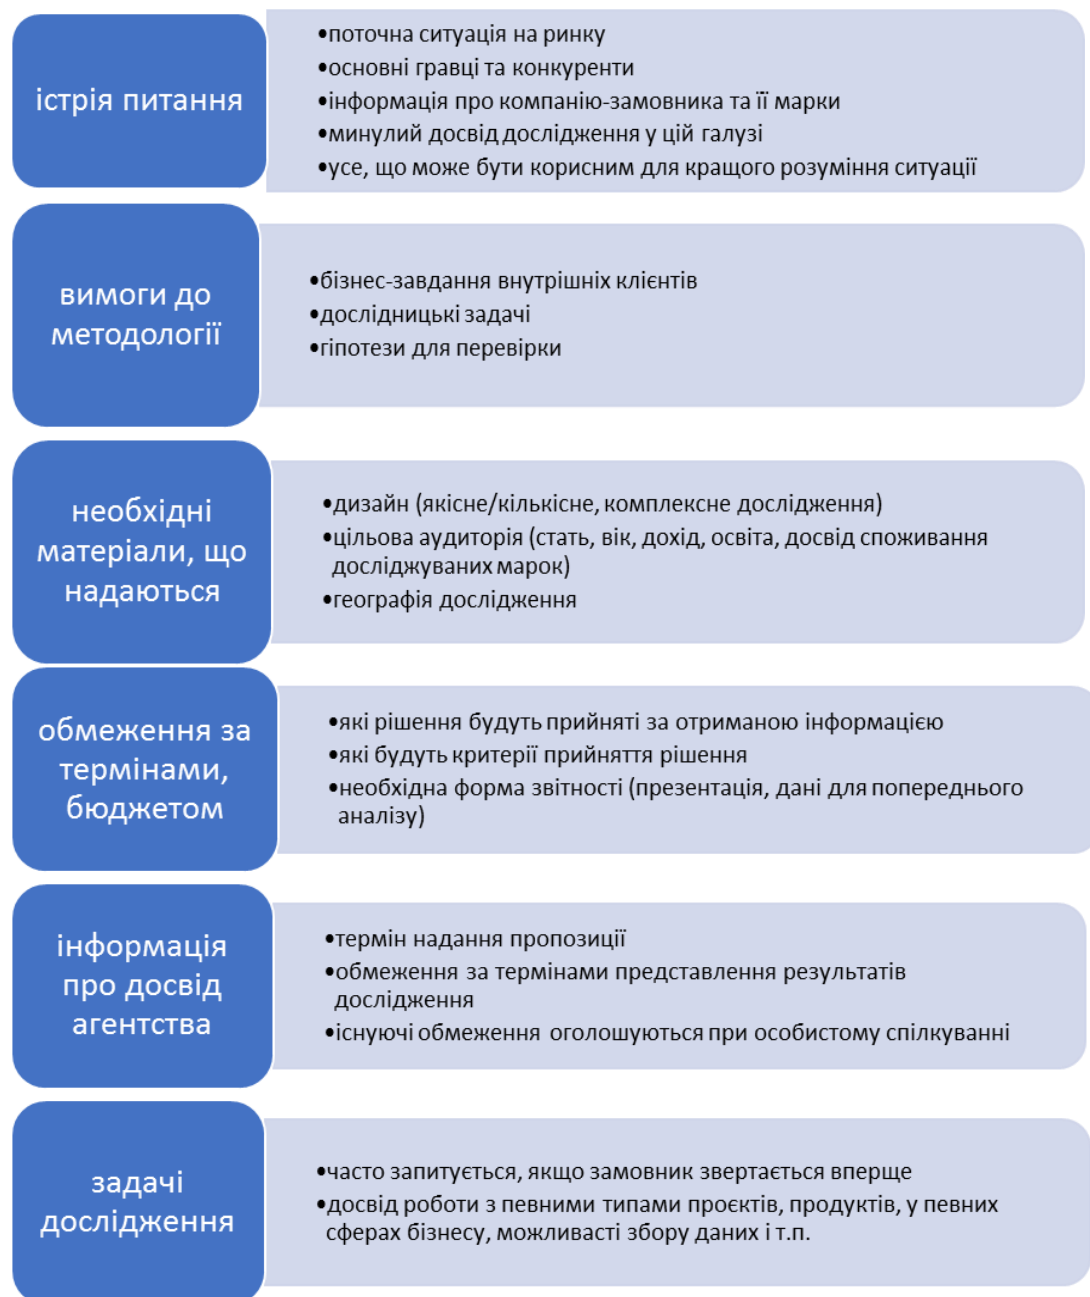 істрія питання
•поточна ситуація на ринку
•основні гравці та конкуренти
•інформація про компанію-замовника та її марки
•минулий досвід дослідження у цій галузі
•усе, що може бути корисним для кращого розуміння ситуації
вимоги до
методології
•бізнес-завдання внутрішніх клієнтів
•дослідницькі задачі
•гіпотези для перевірки
необхідні
матеріали, що
надаються
•дизайн (якісне/кількісне, комплексне дослідження)
•цільова аудиторія (стать, вік, дохід, освіта, досвід споживання
досліджуваних марок)
•географія дослідження
обмеження за
термінами,
бюджетом
•які рішення будуть прийняті за отриманою інформацією
•які будуть критерії прийняття рішення
•необхідна форма звітності (презентація, дані для попереднього
аналізу)
інформація
про досвід
агентства
•термін надання пропозиції
•обмеження за термінами представлення результатів
дослідження
•існуючі обмеження оголошуються при особистому спілкуванні
задачі
дослідження
•часто запитується, якщо замовник звертається вперше
•досвід роботи з певними типами проєктів, продуктів, у певних
сферах бізнесу, можливасті збору даних і т.п.